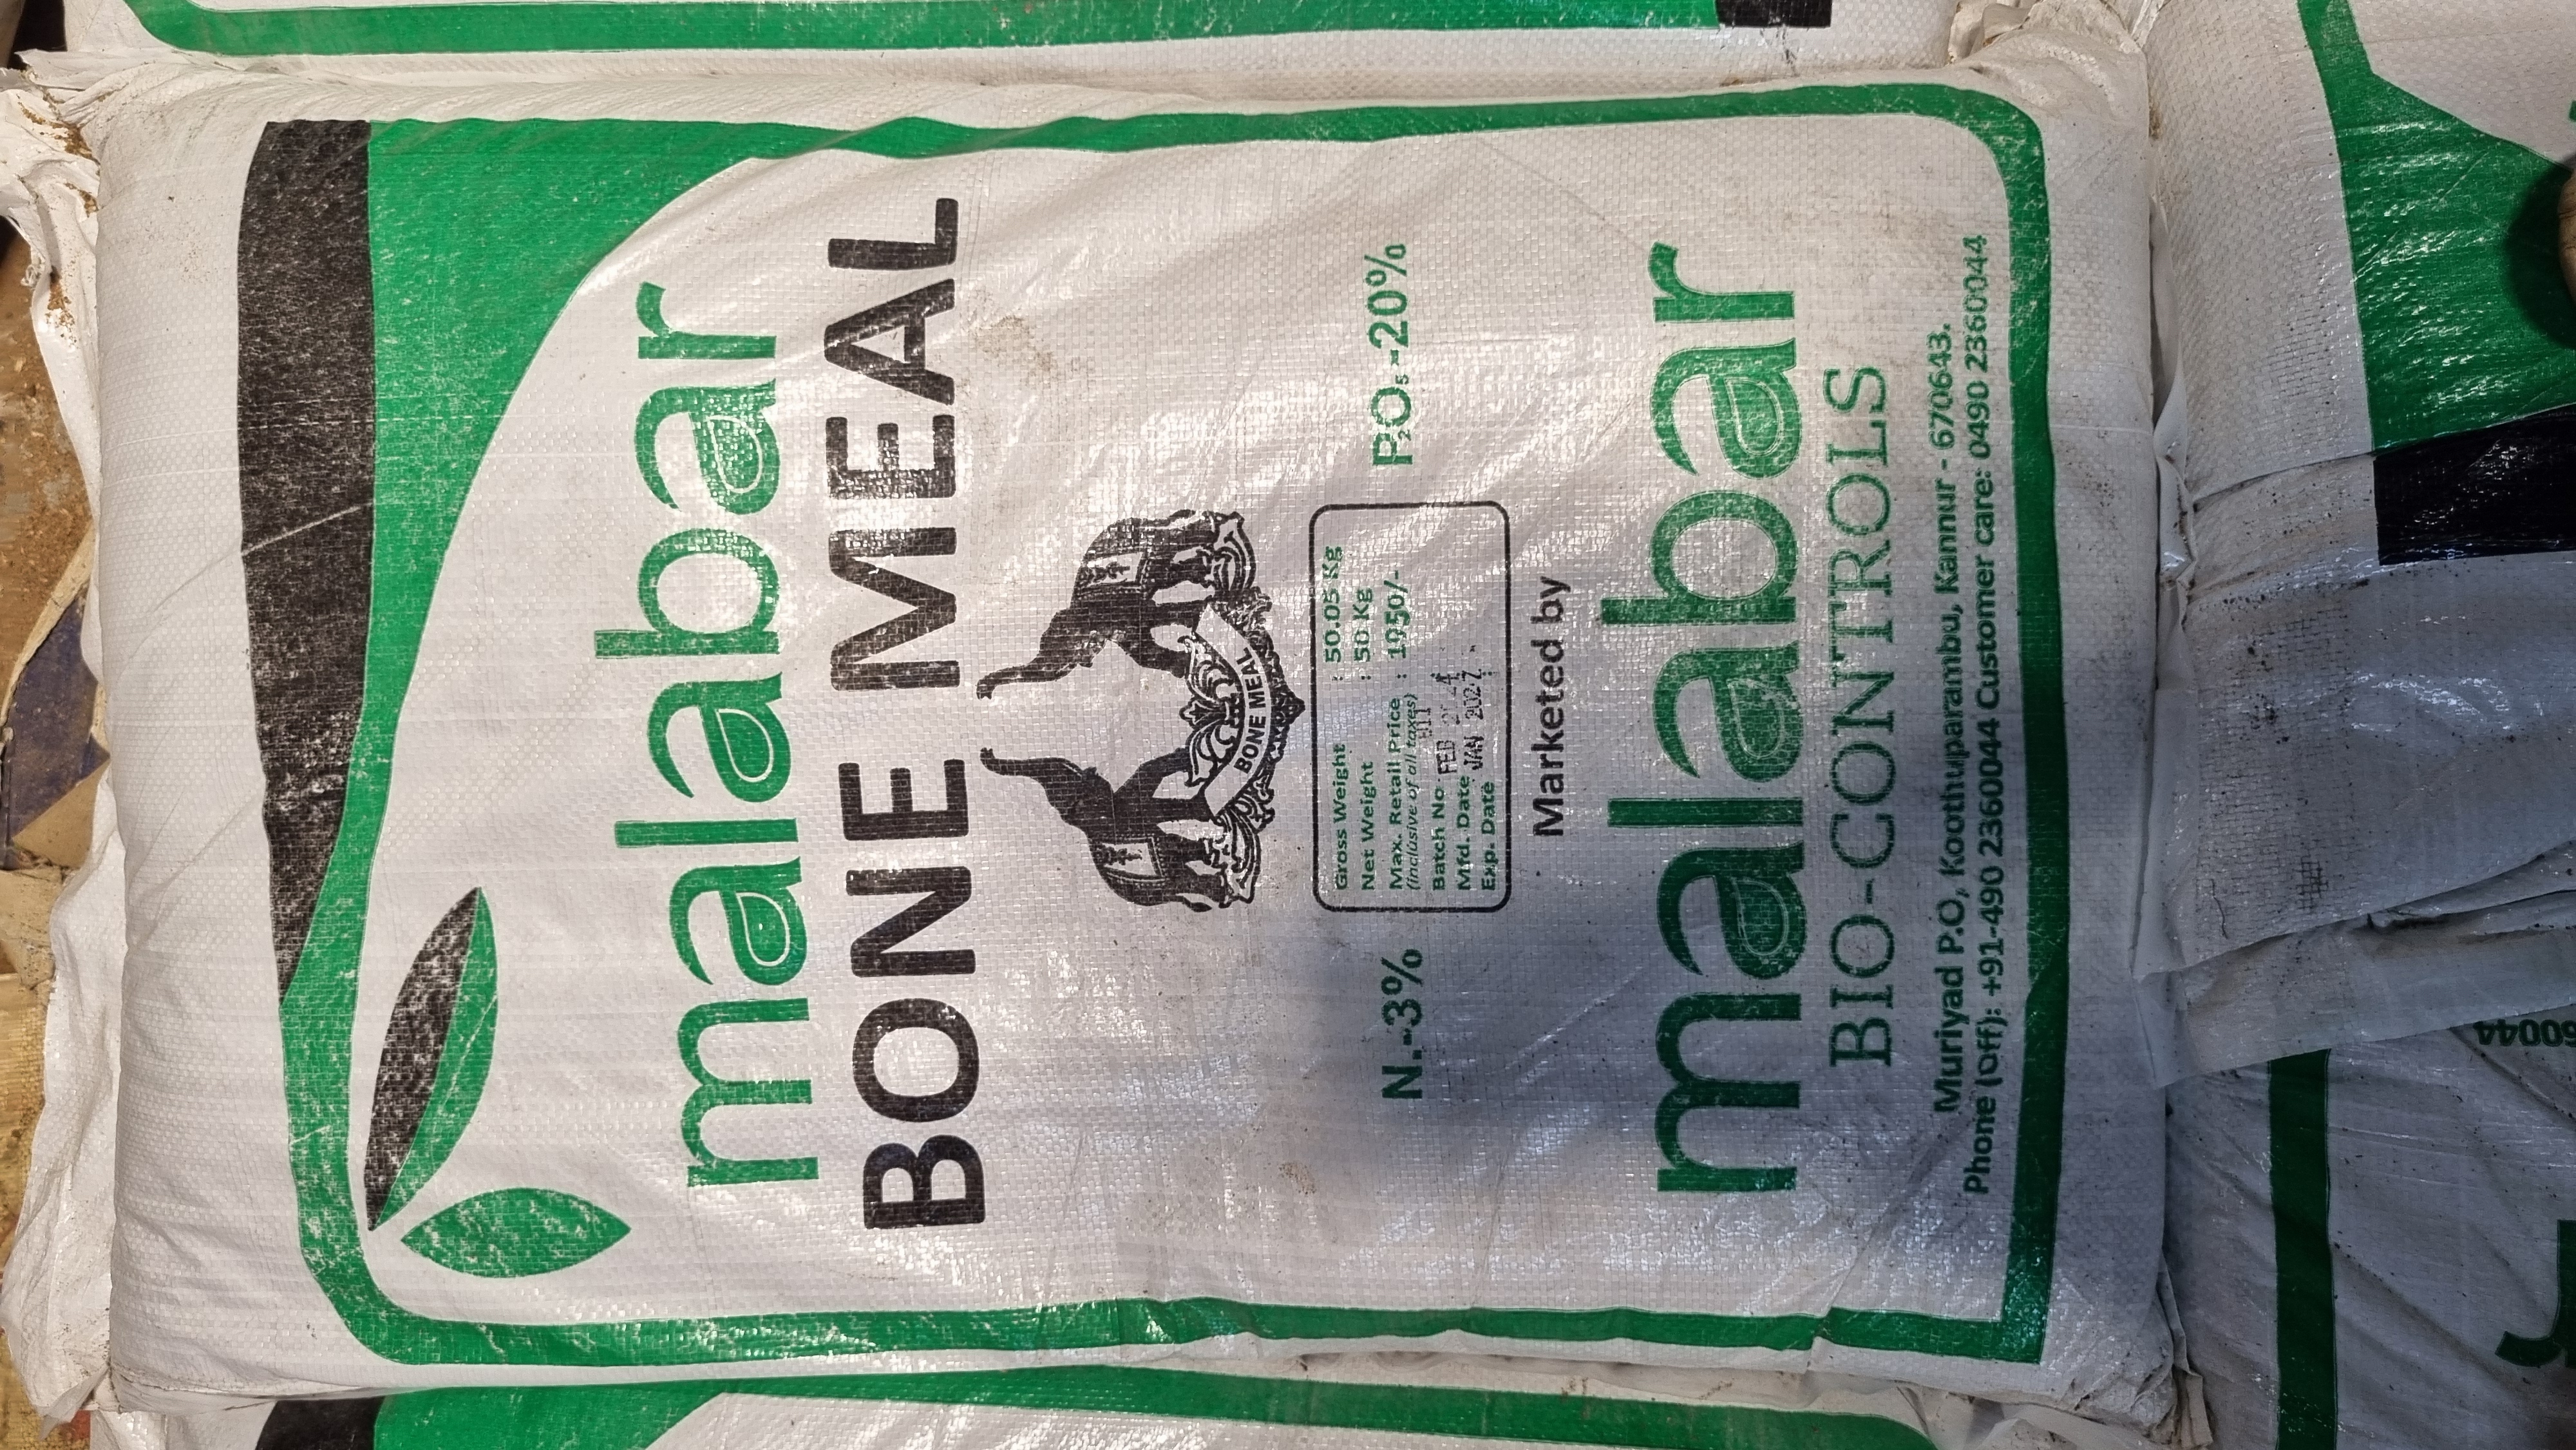 malabar
BONE MEAL
BONE MEAL
N.-3%
P₂O₅-20%
Gross Weight : 50.05 Kg
Net Weight : 50 Kg
Max. Retail Price : 1950/-
(inclusive of all taxes)
Batch No 011
Mfd. Date FEB 2024
Exp. Date JAN 2027
Marketed by
malabar
BIO-CONTROLS
Muriyad P.O, Koothuparambu, Kannur - 670643.
Phone (off): +91-490 2360044 Customer care: 0490 2360044